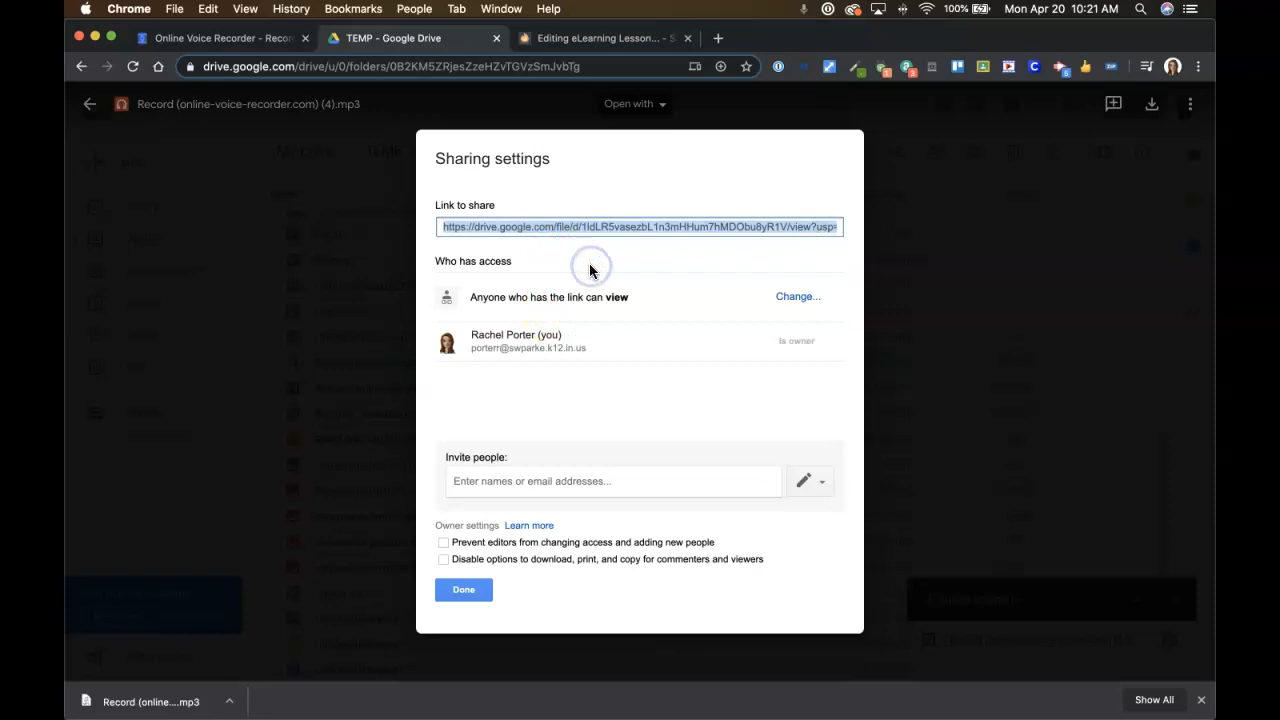 Chrome File Edit View History Bookmarks People Tab Window Help
100% Mon Apr 20 10:21 AM
Online Voice Recorder - Recor
TEMP - Google Drive
Editing eLearning Lesson... - S
drive.google.com/drive/u/0/folders/0B2KM5ZRjesZzeHZvTGVzSmJvbTg
Record (online-voice-recorder.com) (4).mp3
Open with
Sharing settings
Link to share
https://drive.google.com/file/d/1ldLR5vasezbL1n3mHHum7hMDObu8yR1V/view?usp=
Who has access
Anyone who has the link can view
Change...
Rachel Porter (you)
porterr@swparke.k12.in.us
Is owner
Invite people:
Enter names or email addresses...
Owner settings Learn more
Prevent editors from changing access and adding new people
Disable options to download, print, and copy for commenters and viewers
Done
Record (online....mp3
Show All